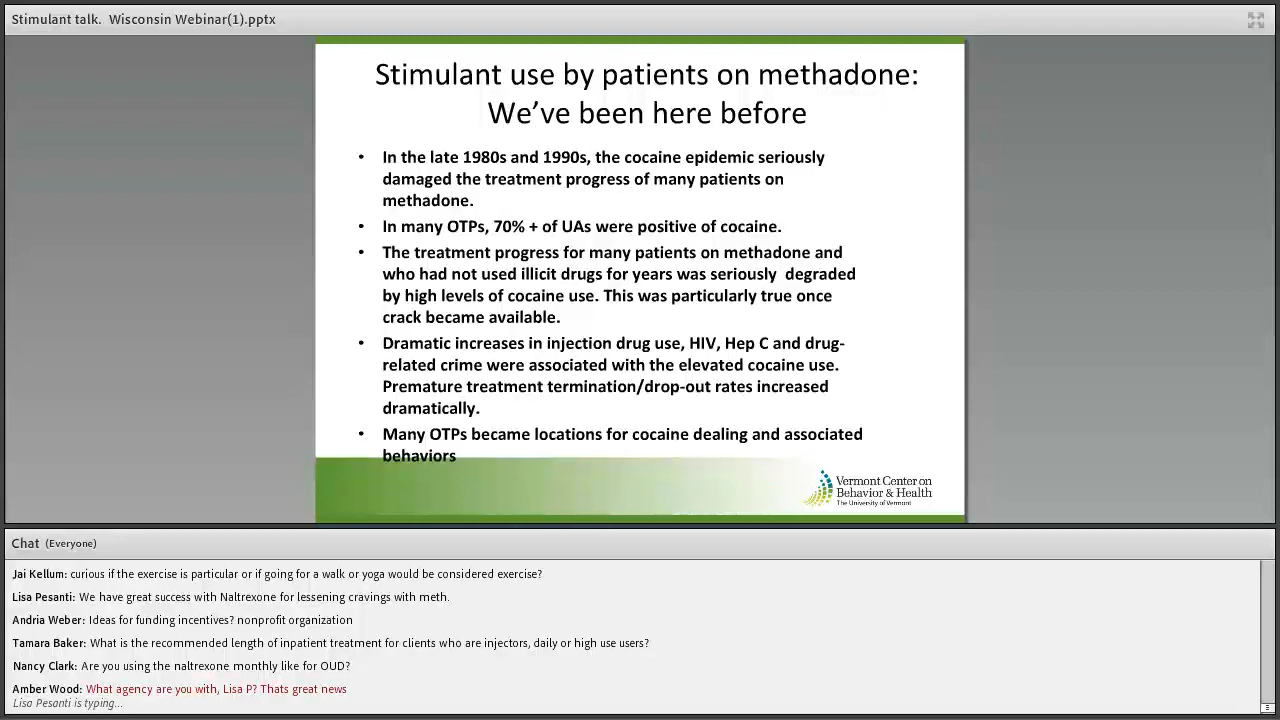 Stimulant talk.  Wisconsin Webinar(1).pptx
Stimulant use by patients on methadone:
We’ve been here before
• In the late 1980s and 1990s, the cocaine epidemic seriously
damaged the treatment progress of many patients on
methadone.
• In many OTPs, 70% + of UAs were positive of cocaine.
• The treatment progress for many patients on methadone and
who had not used illicit drugs for years was seriously  degraded
by high levels of cocaine use. This was particularly true once
crack became available.
• Dramatic increases in injection drug use, HIV, Hep C and drug-
related crime were associated with the elevated cocaine use.
Premature treatment termination/drop-out rates increased
dramatically.
• Many OTPs became locations for cocaine dealing and associated
behaviors
Vermont Center on
Behavior & Health
The University of Vermont
Chat (Everyone)
Jai Kellum: curious if the exercise is particular or if going for a walk or yoga would be considered exercise?
Lisa Pesanti: We have great success with Naltrexone for lessening cravings with meth.
Andria Weber: Ideas for funding incentives? nonprofit organization
Tamara Baker: What is the recommended length of inpatient treatment for clients who are injectors, daily or high use users?
Nancy Clark: Are you using the naltrexone monthly like for OUD?
Amber Wood: What agency are you with, Lisa P? Thats great news
Lisa Pesanti is typing...